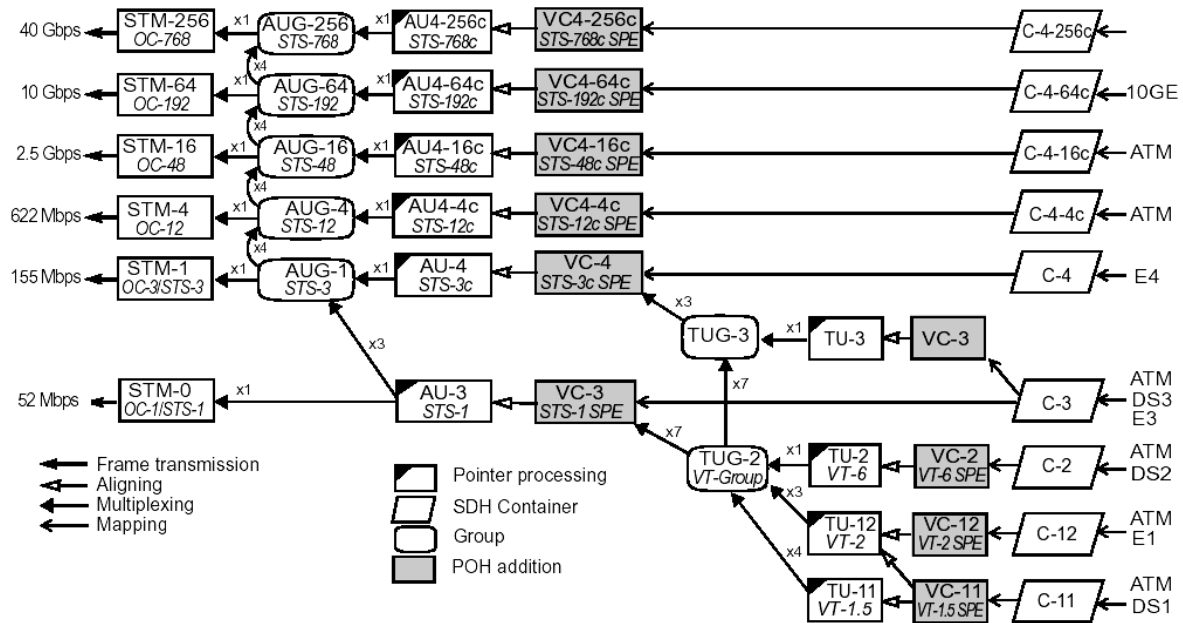 40 Gbps STM-256 x1 AUG-256 x1 AU4-256c VC4-256c C-4-256c
OC-768 STS-768 STS-768c STS-768c SPE
x4
10 Gbps STM-64 x1 AUG-64 x1 AU4-64c VC4-64c C-4-64c 10GE
OC-192 STS-192 STS-192c STS-192c SPE
x4
2.5 Gbps STM-16 x1 AUG-16 x1 AU4-16c VC4-16c C-4-16c ATM
OC-48 STS-48 STS-48c STS-48c SPE
x4
622 Mbps STM-4 x1 AUG-4 x1 AU4-4c VC4-4c C-4-4c ATM
OC-12 STS-12 STS-12c STS-12c SPE
x4
155 Mbps STM-1 x1 AUG-1 x1 AU-4 VC-4 C-4 E4
OC-3/STS-3 STS-3 STS-3c STS-3c SPE
x3
TUG-3 x1 TU-3 VC-3
x3
x7
52 Mbps STM-0 x1 AU-3 VC-3 C-3 ATM
OC-1/STS-1 STS-1 STS-1 SPE DS3
E3
x7
TUG-2 x1 TU-2 VC-2 C-2 ATM
VT-Group VT-6 VT-6 SPE DS2
x3
TU-12 VC-12 C-12 ATM
VT-2 VT-2 SPE E1
x4
TU-11 VC-11 C-11 ATM
VT-1.5 VT-1.5 SPE DS1
Frame transmission
Aligning
Multiplexing
Mapping
Pointer processing
SDH Container
Group
POH addition